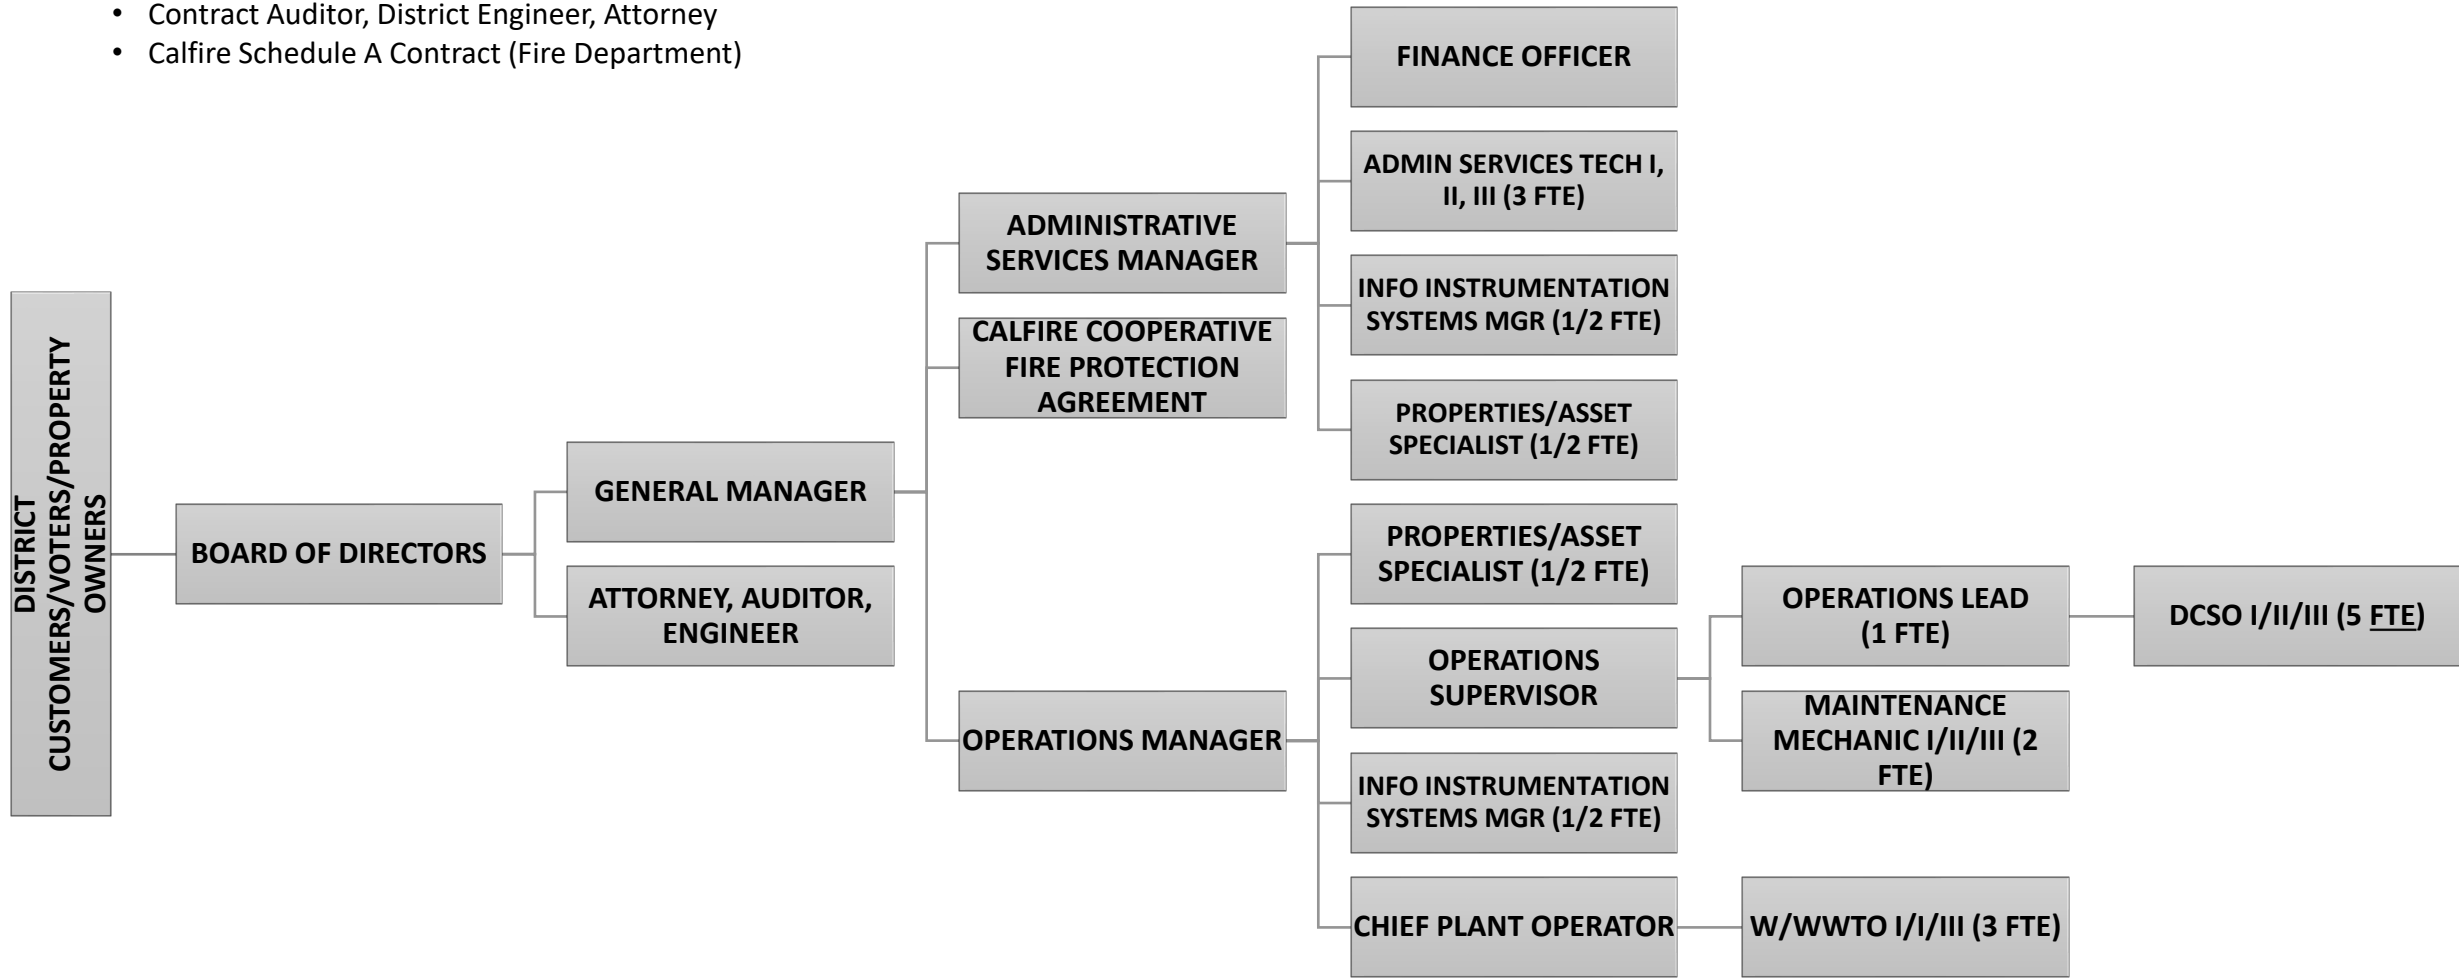 • Contract Auditor, District Engineer, Attorney
• Calfire Schedule A Contract (Fire Department)
DISTRICT
CUSTOMERS/VOTERS/PROPERTY
OWNERS
BOARD OF DIRECTORS
GENERAL MANAGER
ATTORNEY, AUDITOR,
ENGINEER
ADMINISTRATIVE
SERVICES MANAGER
CALFIRE COOPERATIVE
FIRE PROTECTION
AGREEMENT
OPERATIONS MANAGER
FINANCE OFFICER
ADMIN SERVICES TECH I,
II, III (3 FTE)
INFO INSTRUMENTATION
SYSTEMS MGR (1/2 FTE)
PROPERTIES/ASSET
SPECIALIST (1/2 FTE)
PROPERTIES/ASSET
SPECIALIST (1/2 FTE)
OPERATIONS
SUPERVISOR
INFO INSTRUMENTATION
SYSTEMS MGR (1/2 FTE)
CHIEF PLANT OPERATOR
OPERATIONS LEAD
(1 FTE)
MAINTENANCE
MECHANIC I/II/III (2
FTE)
W/WWTO I/I/III (3 FTE)
DCSO I/II/III (5 FTE)